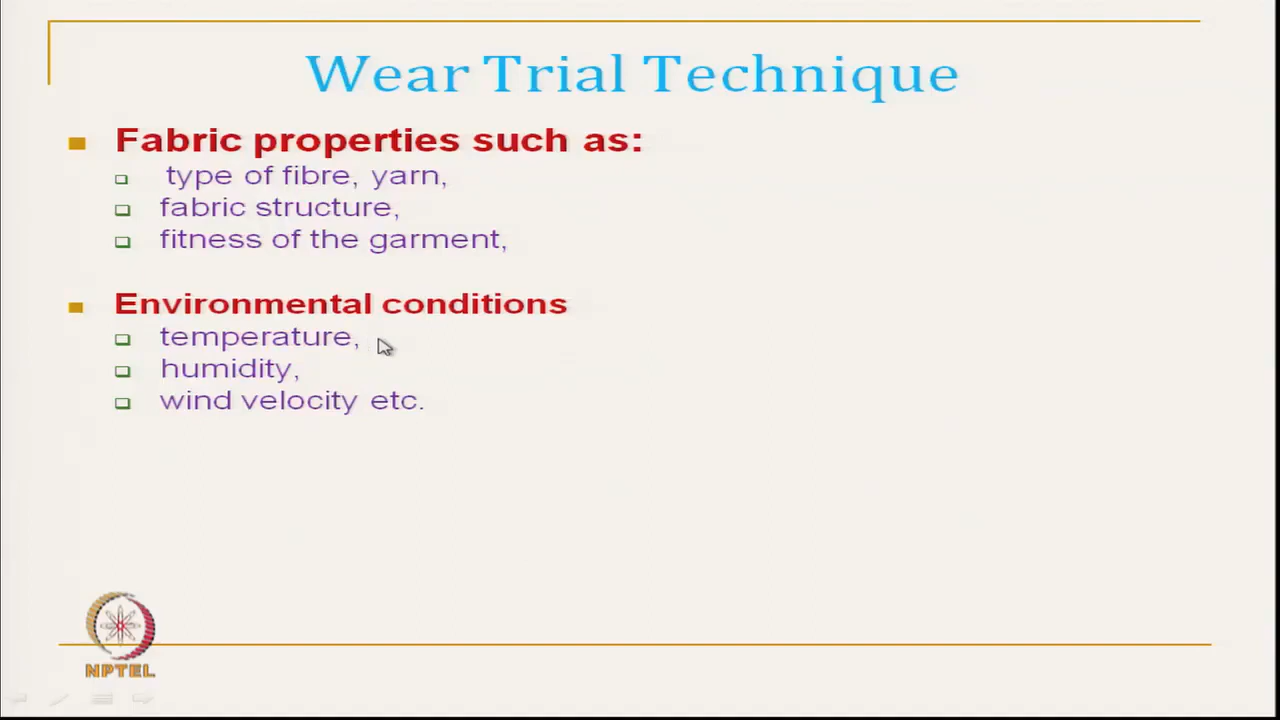 Wear Trial Technique
Fabric properties such as:
type of fibre, yarn,
fabric structure,
fitness of the garment,
Environmental conditions
temperature,
humidity,
wind velocity etc.
NPTEL